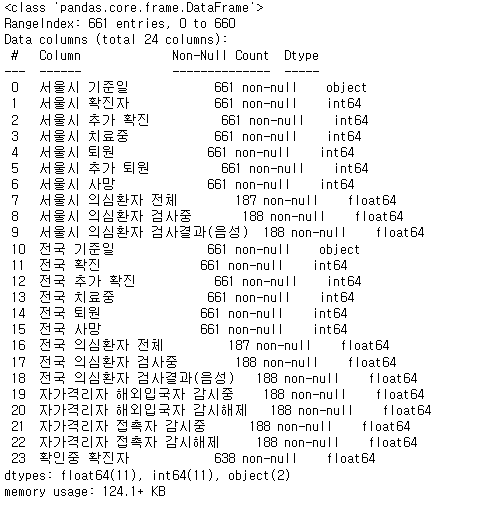 <class 'pandas.core.frame.DataFrame'>
RangeIndex: 661 entries, 0 to 660
Data columns (total 24 columns):
 #   Column             Non-Null Count  Dtype
---  ------             --------------  -----
 0   서울시 기준일            661 non-null    object
 1   서울시 확진자            661 non-null    int64
 2   서울시 추가 확진          661 non-null    int64
 3   서울시 치료중            661 non-null    int64
 4   서울시 퇴원             661 non-null    int64
 5   서울시 추가 퇴원          661 non-null    int64
 6   서울시 사망             661 non-null    int64
 7   서울시 의심환자 전체        187 non-null    float64
 8   서울시 의심환자 검사중       188 non-null    float64
 9   서울시 의심환자 검사결과(음성)  188 non-null    float64
 10  전국 기준일             661 non-null    object
 11  전국 확진              661 non-null    int64
 12  전국 추가 확진           661 non-null    int64
 13  전국 치료중             661 non-null    int64
 14  전국 퇴원              661 non-null    int64
 15  전국 사망              661 non-null    int64
 16  전국 의심환자 전체         187 non-null    float64
 17  전국 의심환자 검사중        188 non-null    float64
 18  전국 의심환자 검사결과(음성)   188 non-null    float64
 19  자가격리자 해외입국자 감시중    188 non-null    float64
 20  자가격리자 해외입국자 감시해제   188 non-null    float64
 21  자가격리자 접촉자 감시중      188 non-null    float64
 22  자가격리자 접촉자 감시해제     188 non-null    float64
 23  확인중 확진자            638 non-null    float64
dtypes: float64(11), int64(11), object(2)
memory usage: 124.1+ KB